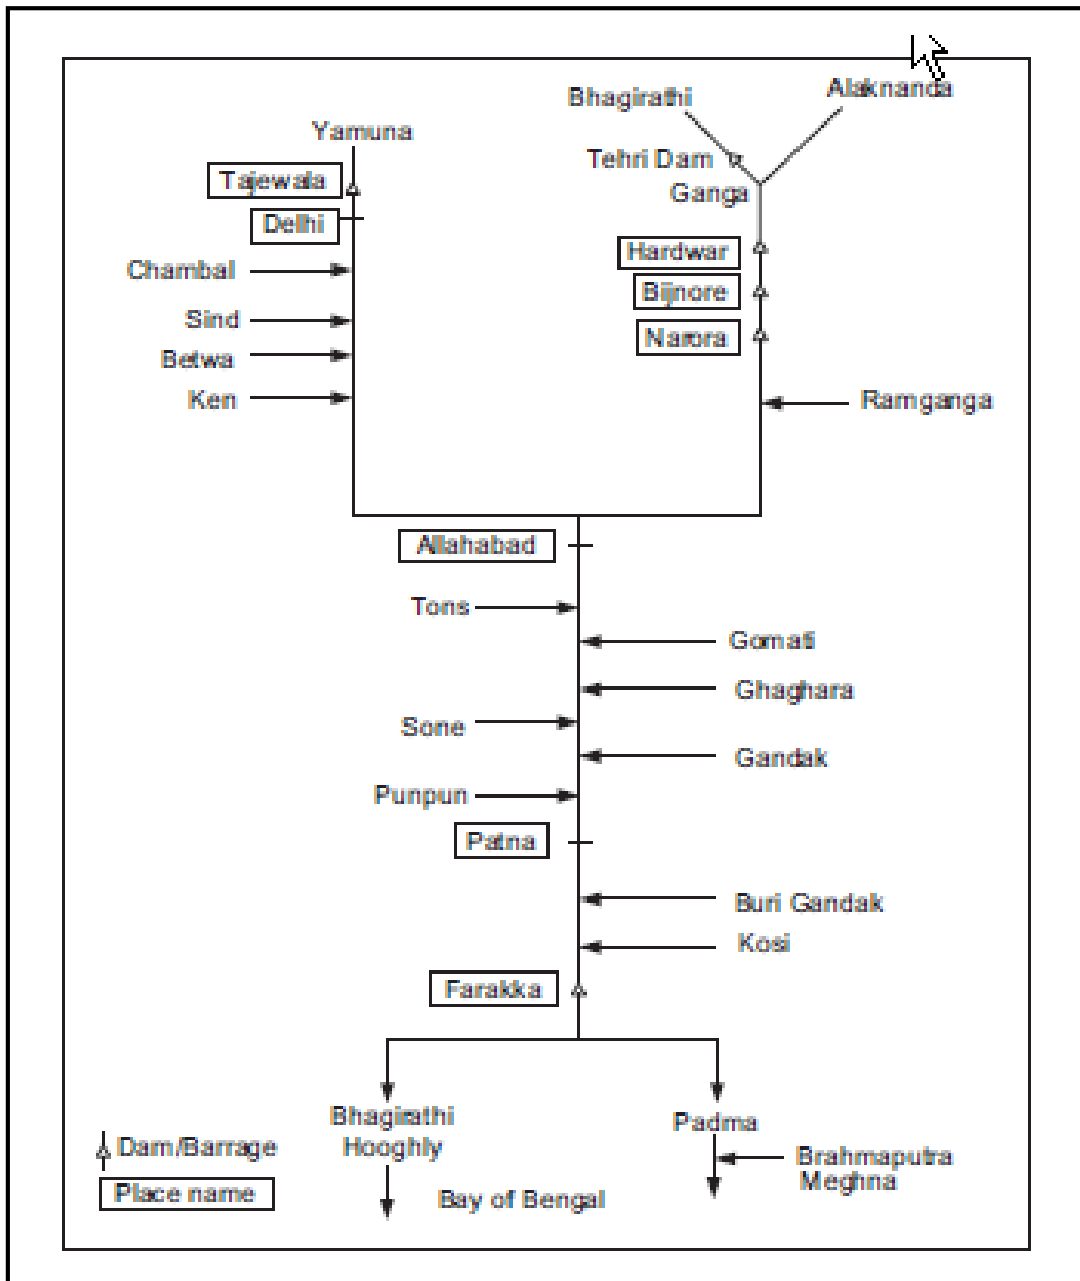 Bhagirathi
Alaknanda
Yamuna
Tehri Dam
Tajewala
Ganga
Delhi
Hardwar
Chambal
Bijnore
Sind
Narora
Betwa
Ken
Ramganga
Allahabad
Tons
Gomati
Ghaghara
Sone
Gandak
Punpun
Patna
Buri Gandak
Kosi
Farakka
Bhagirathi
Hooghly
Padma
Dam/Barrage
Brahmaputra
Meghna
Place name
Bay of Bengal